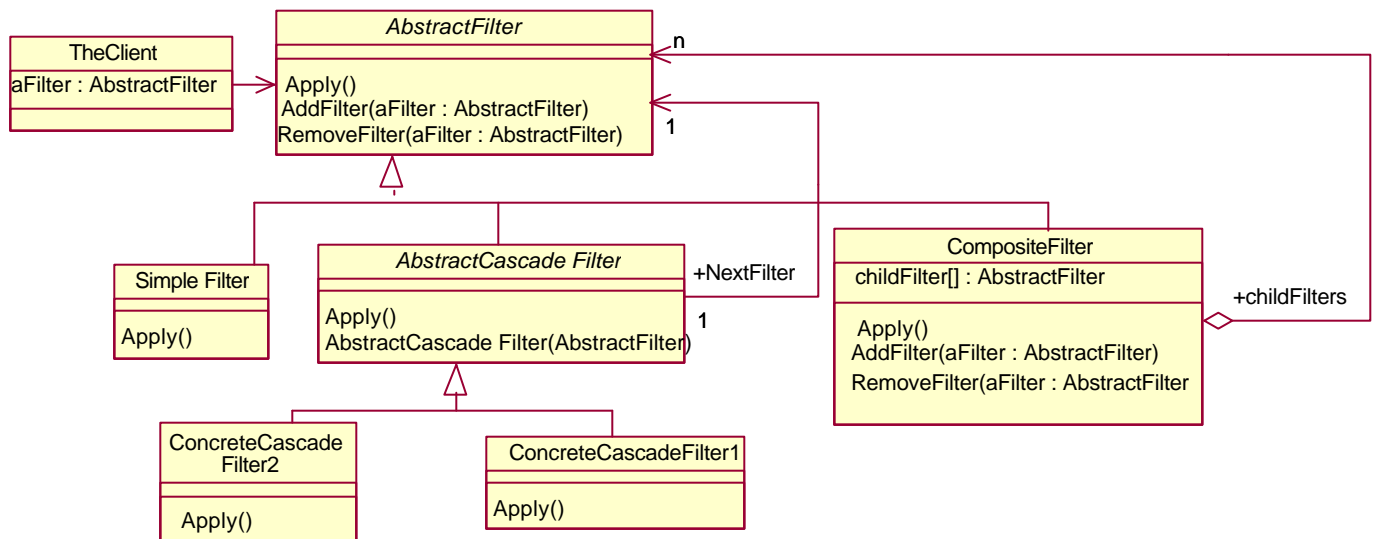 AbstractFilter
Apply()
AddFilter(aFilter : AbstractFilter)
RemoveFilter(aFilter : AbstractFilter)
TheClient
aFilter : AbstractFilter
n
1
Simple Filter
Apply()
AbstractCascade Filter
Apply()
AbstractCascade Filter(AbstractFilter)
+NextFilter
1
CompositeFilter
childFilter[] : AbstractFilter
Apply()
AddFilter(aFilter : AbstractFilter)
RemoveFilter(aFilter : AbstractFilter
+childFilters
ConcreteCascade
Filter2
Apply()
ConcreteCascadeFilter1
Apply()